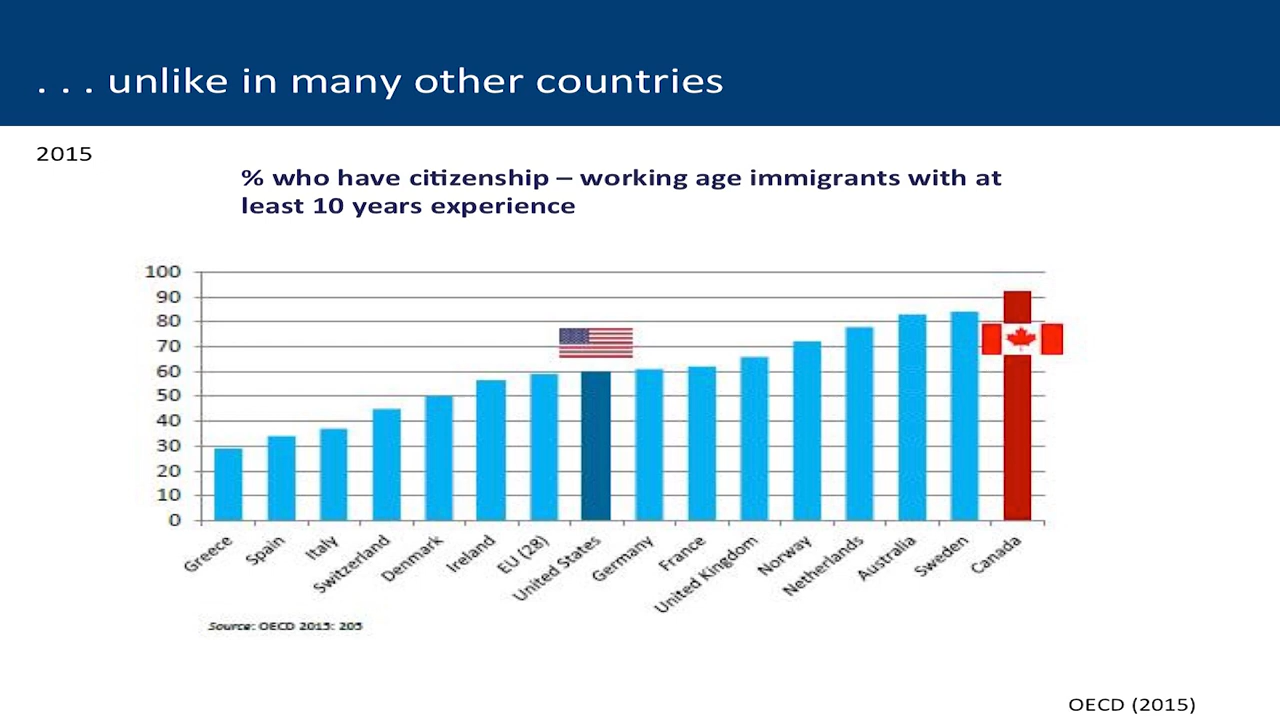 . . . unlike in many other countries
2015
% who have citizenship – working age immigrants with at
least 10 years experience
100
90
80
70
60
50
40
30
20
10
0
Greece
Spain
Italy
Switzerland
Denmark
Ireland
EU (28)
United States
Germany
France
United Kingdom
Norway
Netherlands
Australia
Sweden
Canada
Source: OECD 2015: 205
OECD (2015)